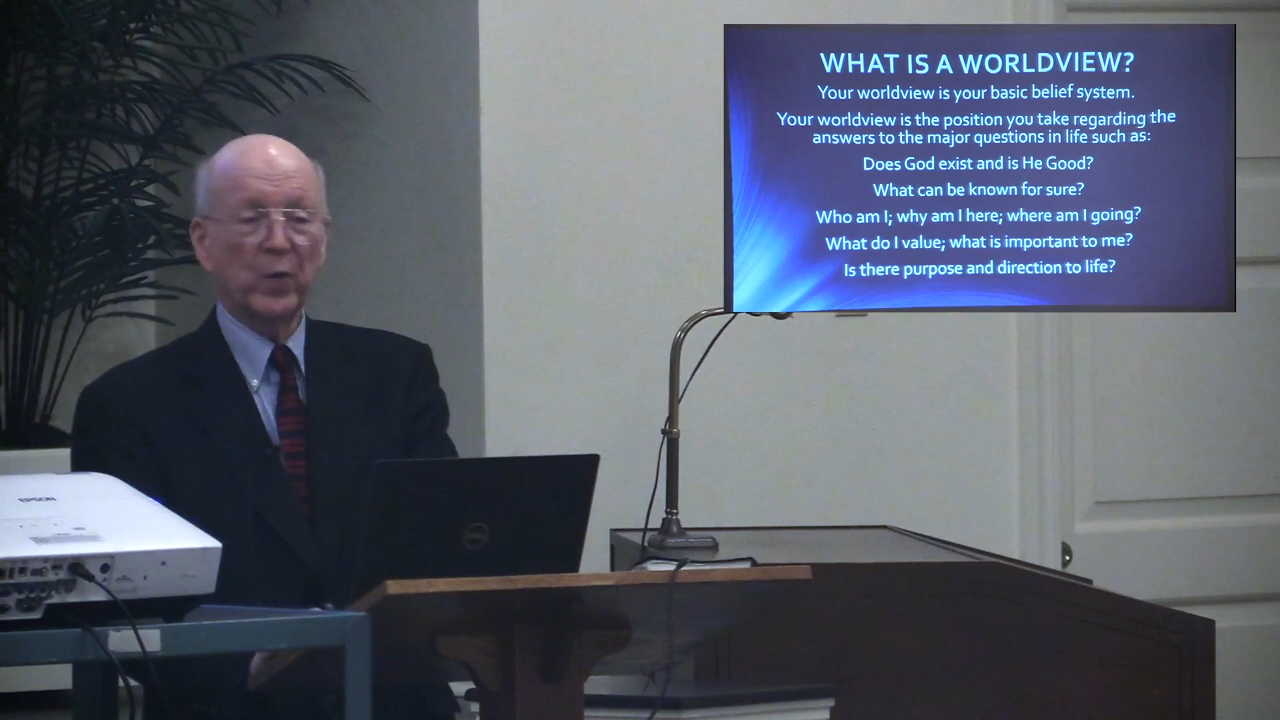 WHAT IS A WORLDVIEW?
Your worldview is your basic belief system.
Your worldview is the position you take regarding the
answers to the major questions in life such as:
Does God exist and is He Good?
What can be known for sure?
Who am I; why am I here; where am I going?
What do I value; what is important to me?
Is there purpose and direction to life?
EPSON
DELL